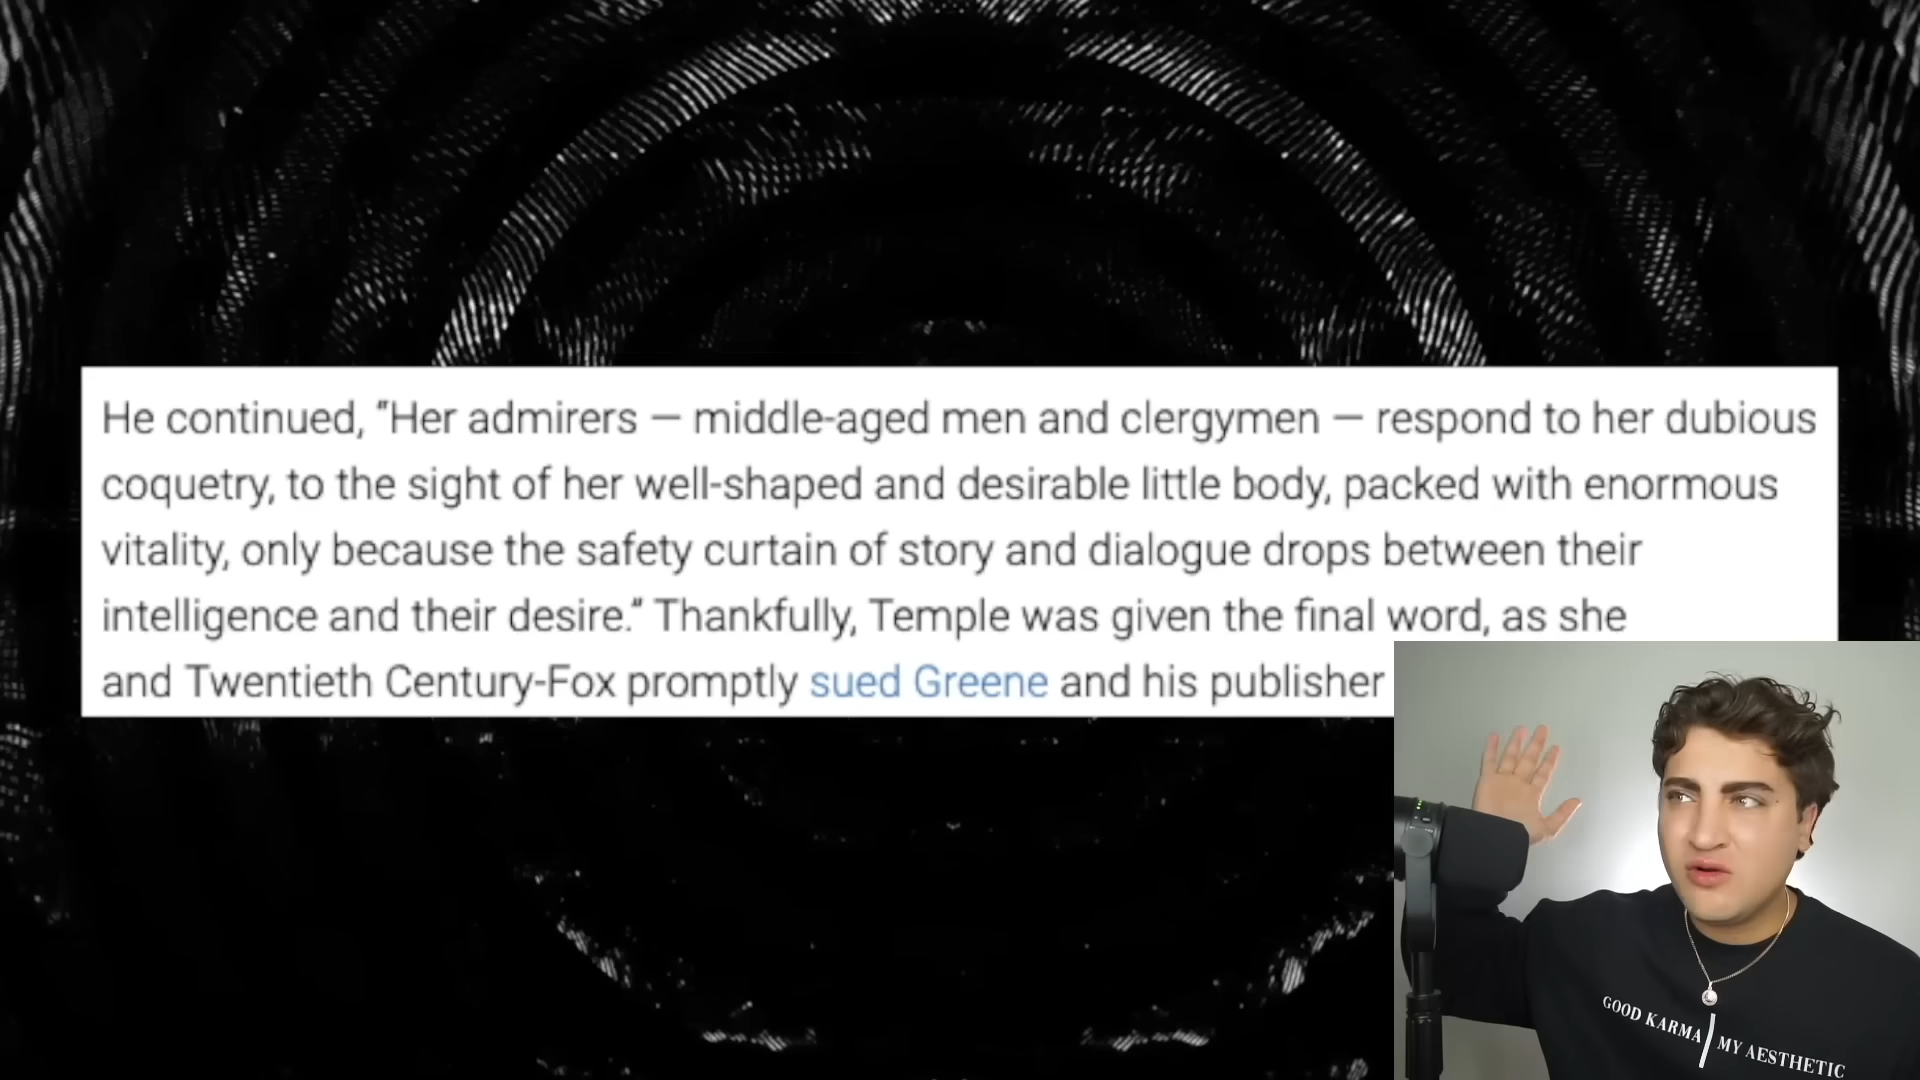 He continued, “Her admirers — middle-aged men and clergymen — respond to her dubious
coquetry, to the sight of her well-shaped and desirable little body, packed with enormous
vitality, only because the safety curtain of story and dialogue drops between their
intelligence and their desire.” Thankfully, Temple was given the final word, as she
and Twentieth Century-Fox promptly sued Greene and his publisher
GOOD KARMA MY AESTHETIC